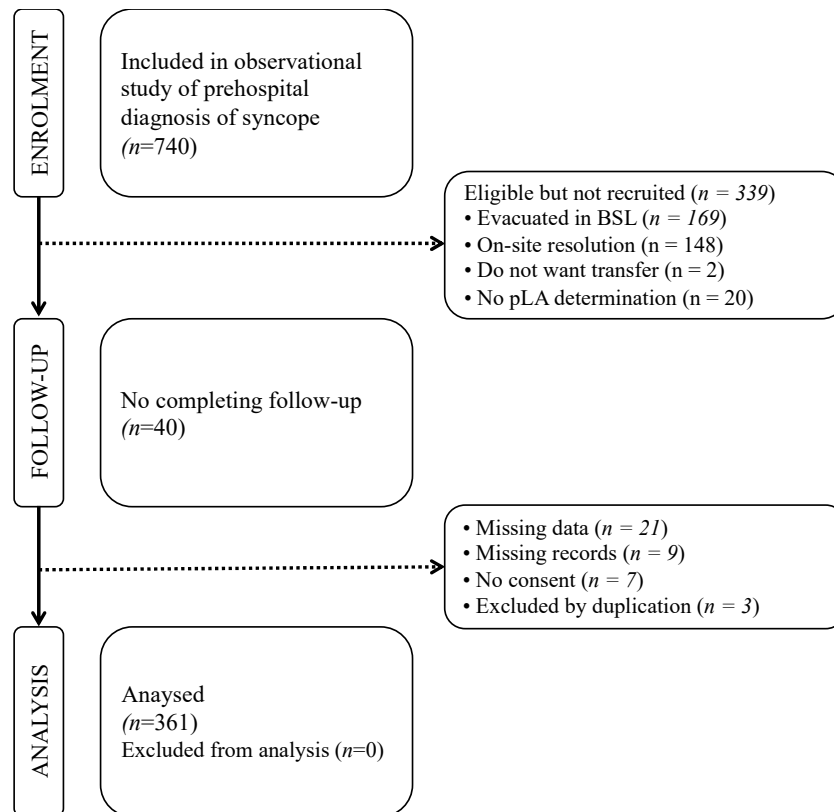 ENROLMENT
Included in observational
study of prehospital
diagnosis of syncope
(n=740)
Eligible but not recruited (n = 339)
• Evacuated in BSL (n = 169)
• On-site resolution (n = 148)
• Do not want transfer (n = 2)
• No pLA determination (n = 20)
FOLLOW-UP
No completing follow-up
(n=40)
• Missing data (n = 21)
• Missing records (n = 9)
• No consent (n = 7)
• Excluded by duplication (n = 3)
ANALYSIS
Anaysed
(n=361)
Excluded from analysis (n=0)